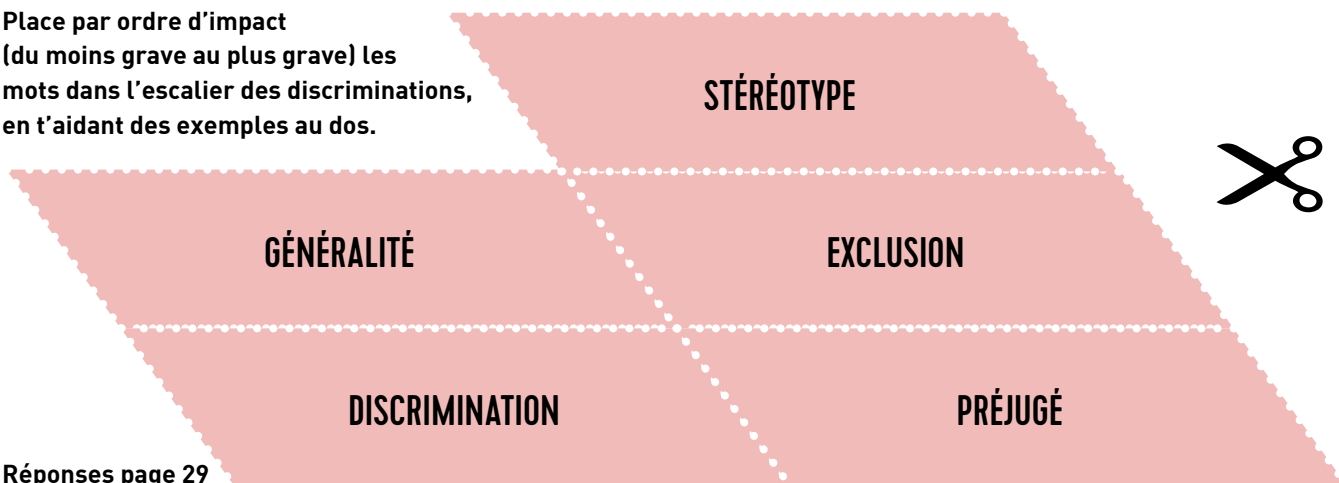 Place par ordre d’impact
(du moins grave au plus grave) les
mots dans l’escalier des discriminations,
en t’aidant des exemples au dos.
STÉRÉOTYPE
GÉNÉRALITÉ
EXCLUSION
DISCRIMINATION
PRÉJUGÉ
Réponses page 29